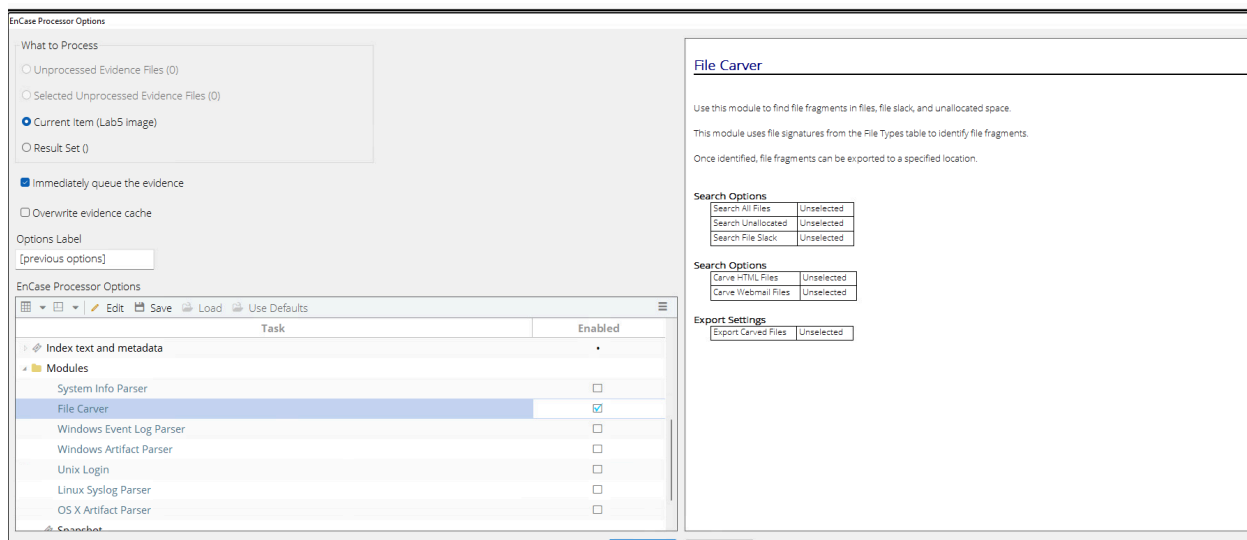 EnCase Processor Options
What to Process
Unprocessed Evidence Files (0)
Selected Unprocessed Evidence Files (0)
Current Item (Lab5 image)
Result Set ()
Immediately queue the evidence
Overwrite evidence cache
Options Label
[previous options]
EnCase Processor Options
Edit Save Load Use Defaults
Task Enabled
Index text and metadata
Modules
System Info Parser
File Carver
Windows Event Log Parser
Windows Artifact Parser
Unix Login
Linux Syslog Parser
OS X Artifact Parser
Snapshot
File Carver
Use this module to find file fragments in files, file slack, and unallocated space.
This module uses file signatures from the File Types table to identify file fragments.
Once identified, file fragments can be exported to a specified location.
Search Options
Search All Files Unselected
Search Unallocated Unselected
Search File Slack Unselected
Search Options
Carve HTML Files Unselected
Carve Webmail Files Unselected
Export Settings
Export Carved Files Unselected